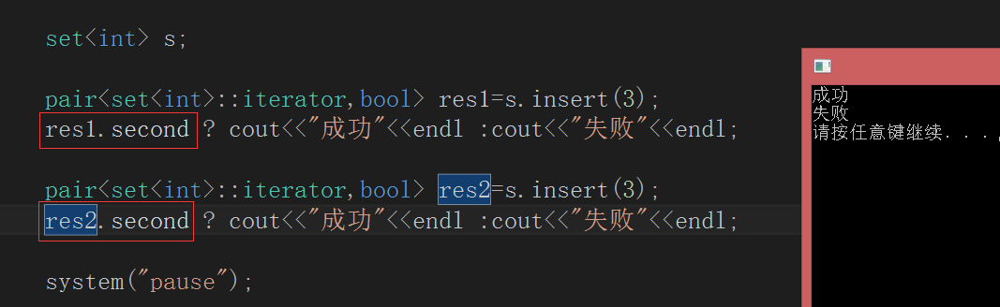 set<int> s;
pair<set<int>::iterator,bool> res1=s.insert(3);
res1.second ? cout<<"成功"<<endl :cout<<"失败"<<endl;
pair<set<int>::iterator,bool> res2=s.insert(3);
res2.second ? cout<<"成功"<<endl :cout<<"失败"<<endl;
system("pause");
成功
失败
请按任意键继续. . .